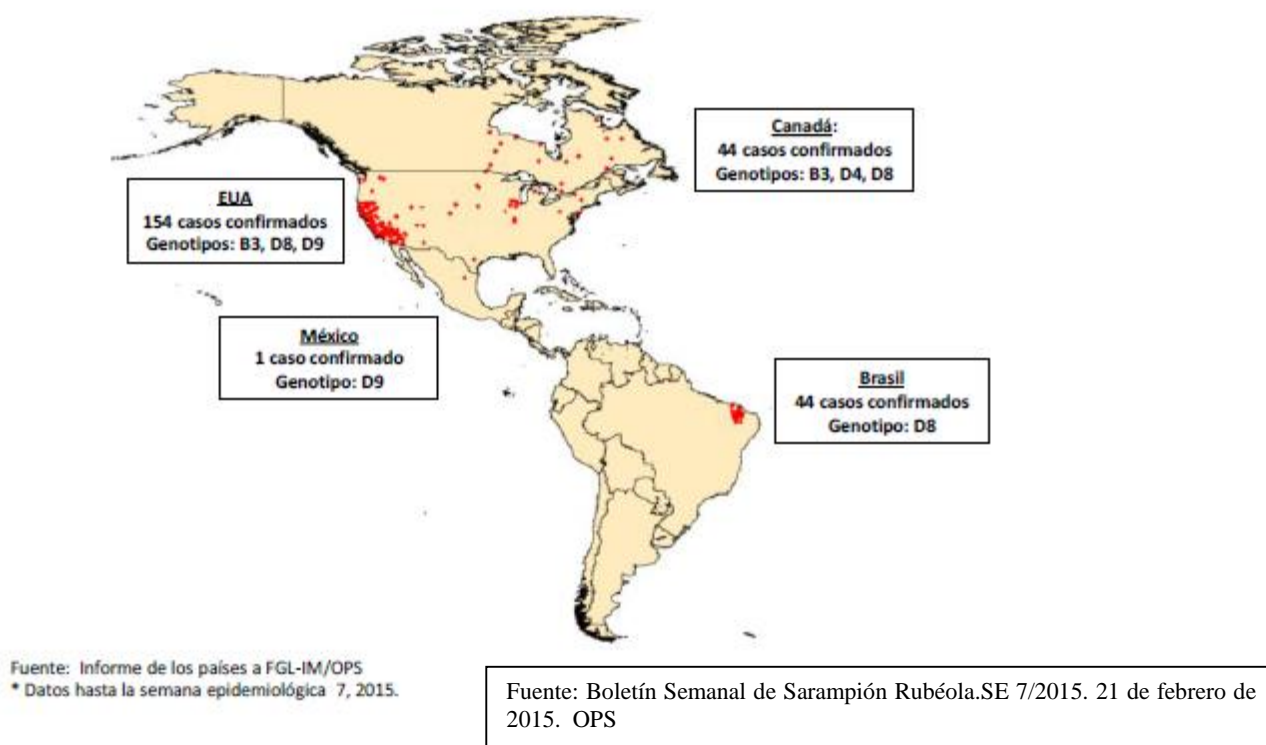 Canadá:
44 casos confirmados
Genotipos: B3, D4, D8
EUA
154 casos confirmados
Genotipos: B3, D8, D9
México
1 caso confirmado
Genotipo: D9
Brasil
44 casos confirmados
Genotipo: D8
Fuente: Informe de los países a FGL-IM/OPS
* Datos hasta la semana epidemiológica 7, 2015.
Fuente: Boletín Semanal de Sarampión Rubéola.SE 7/2015. 21 de febrero de
2015. OPS